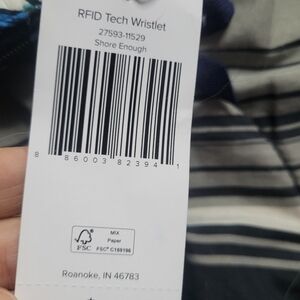 RFID Tech Wristlet
27593-11529
Shore Enough
8 86003 82394 1
FSC
MIX
Paper
FSC® C169196
Roanoke, IN 46783